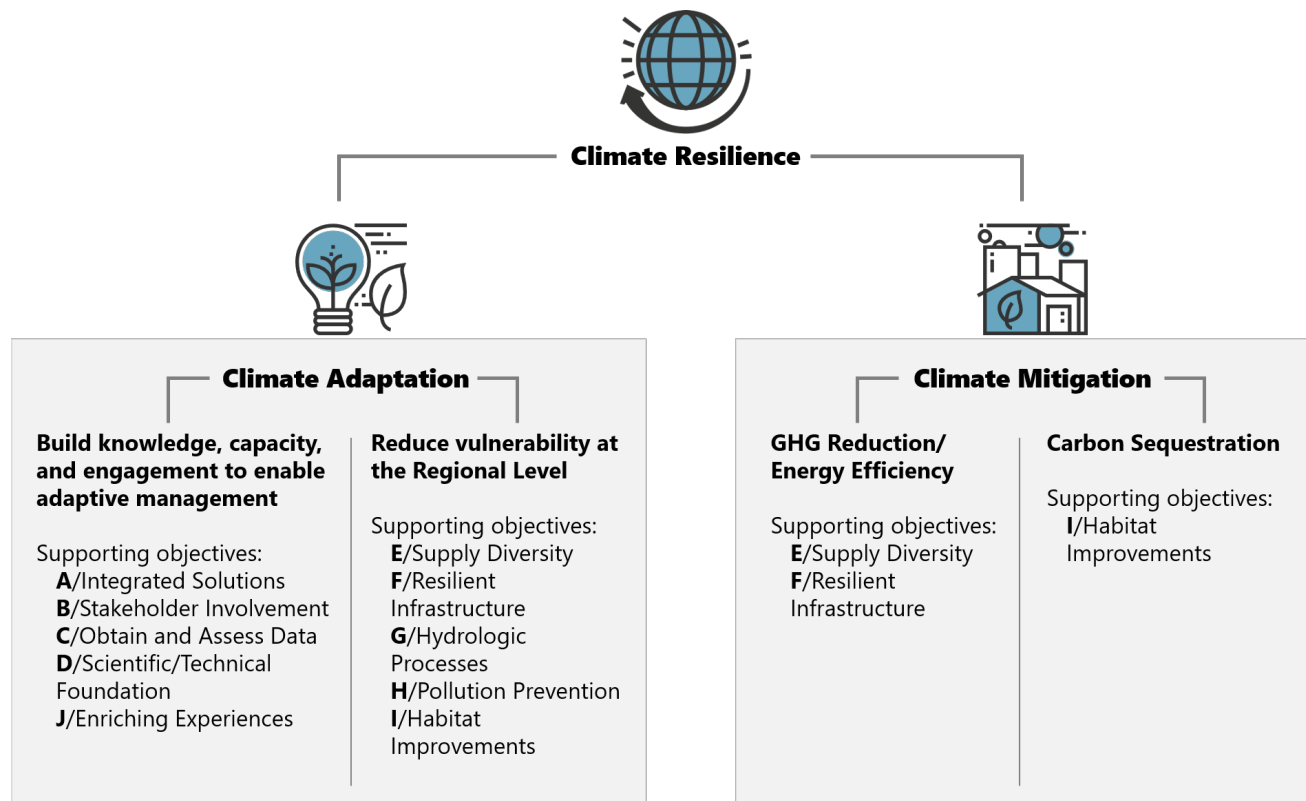 Climate Resilience
Climate Adaptation
Build knowledge, capacity,
and engagement to enable
adaptive management
Supporting objectives:
A/Integrated Solutions
B/Stakeholder Involvement
C/Obtain and Assess Data
D/Scientific/Technical
Foundation
J/Enriching Experiences
Reduce vulnerability at
the Regional Level
Supporting objectives:
E/Supply Diversity
F/Resilient
Infrastructure
G/Hydrologic
Processes
H/Pollution Prevention
I/Habitat
Improvements
Climate Mitigation
GHG Reduction/
Energy Efficiency
Supporting objectives:
E/Supply Diversity
F/Resilient
Infrastructure
Carbon Sequestration
Supporting objectives:
I/Habitat
Improvements